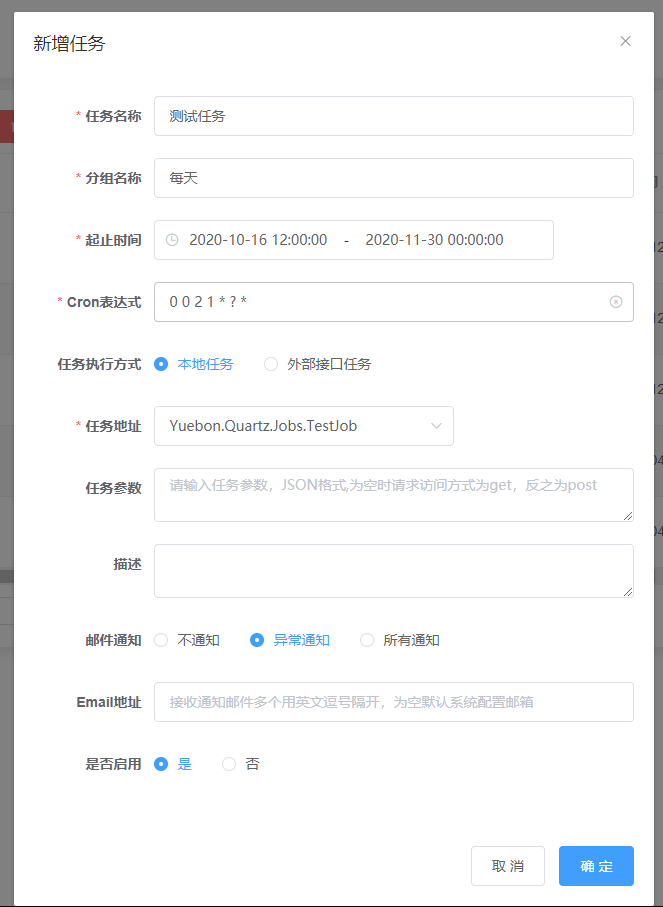 新增任务
* 任务名称 测试任务
* 分组名称 每天
* 起止时间 2020-10-16 12:00:00 - 2020-11-30 00:00:00
* Cron表达式 0 0 2 1 * ? *
任务执行方式 本地任务 外部接口任务
* 任务地址 Yuebon.Quartz.Jobs.TestJob
任务参数 请输入任务参数，JSON格式,为空时请求访问方式为get，反之为post
描述
邮件通知 不通知 异常通知 所有通知
Email地址 接收通知邮件多个用英文逗号隔开，为空默认系统配置邮箱
是否启用 是 否
取 消 确 定